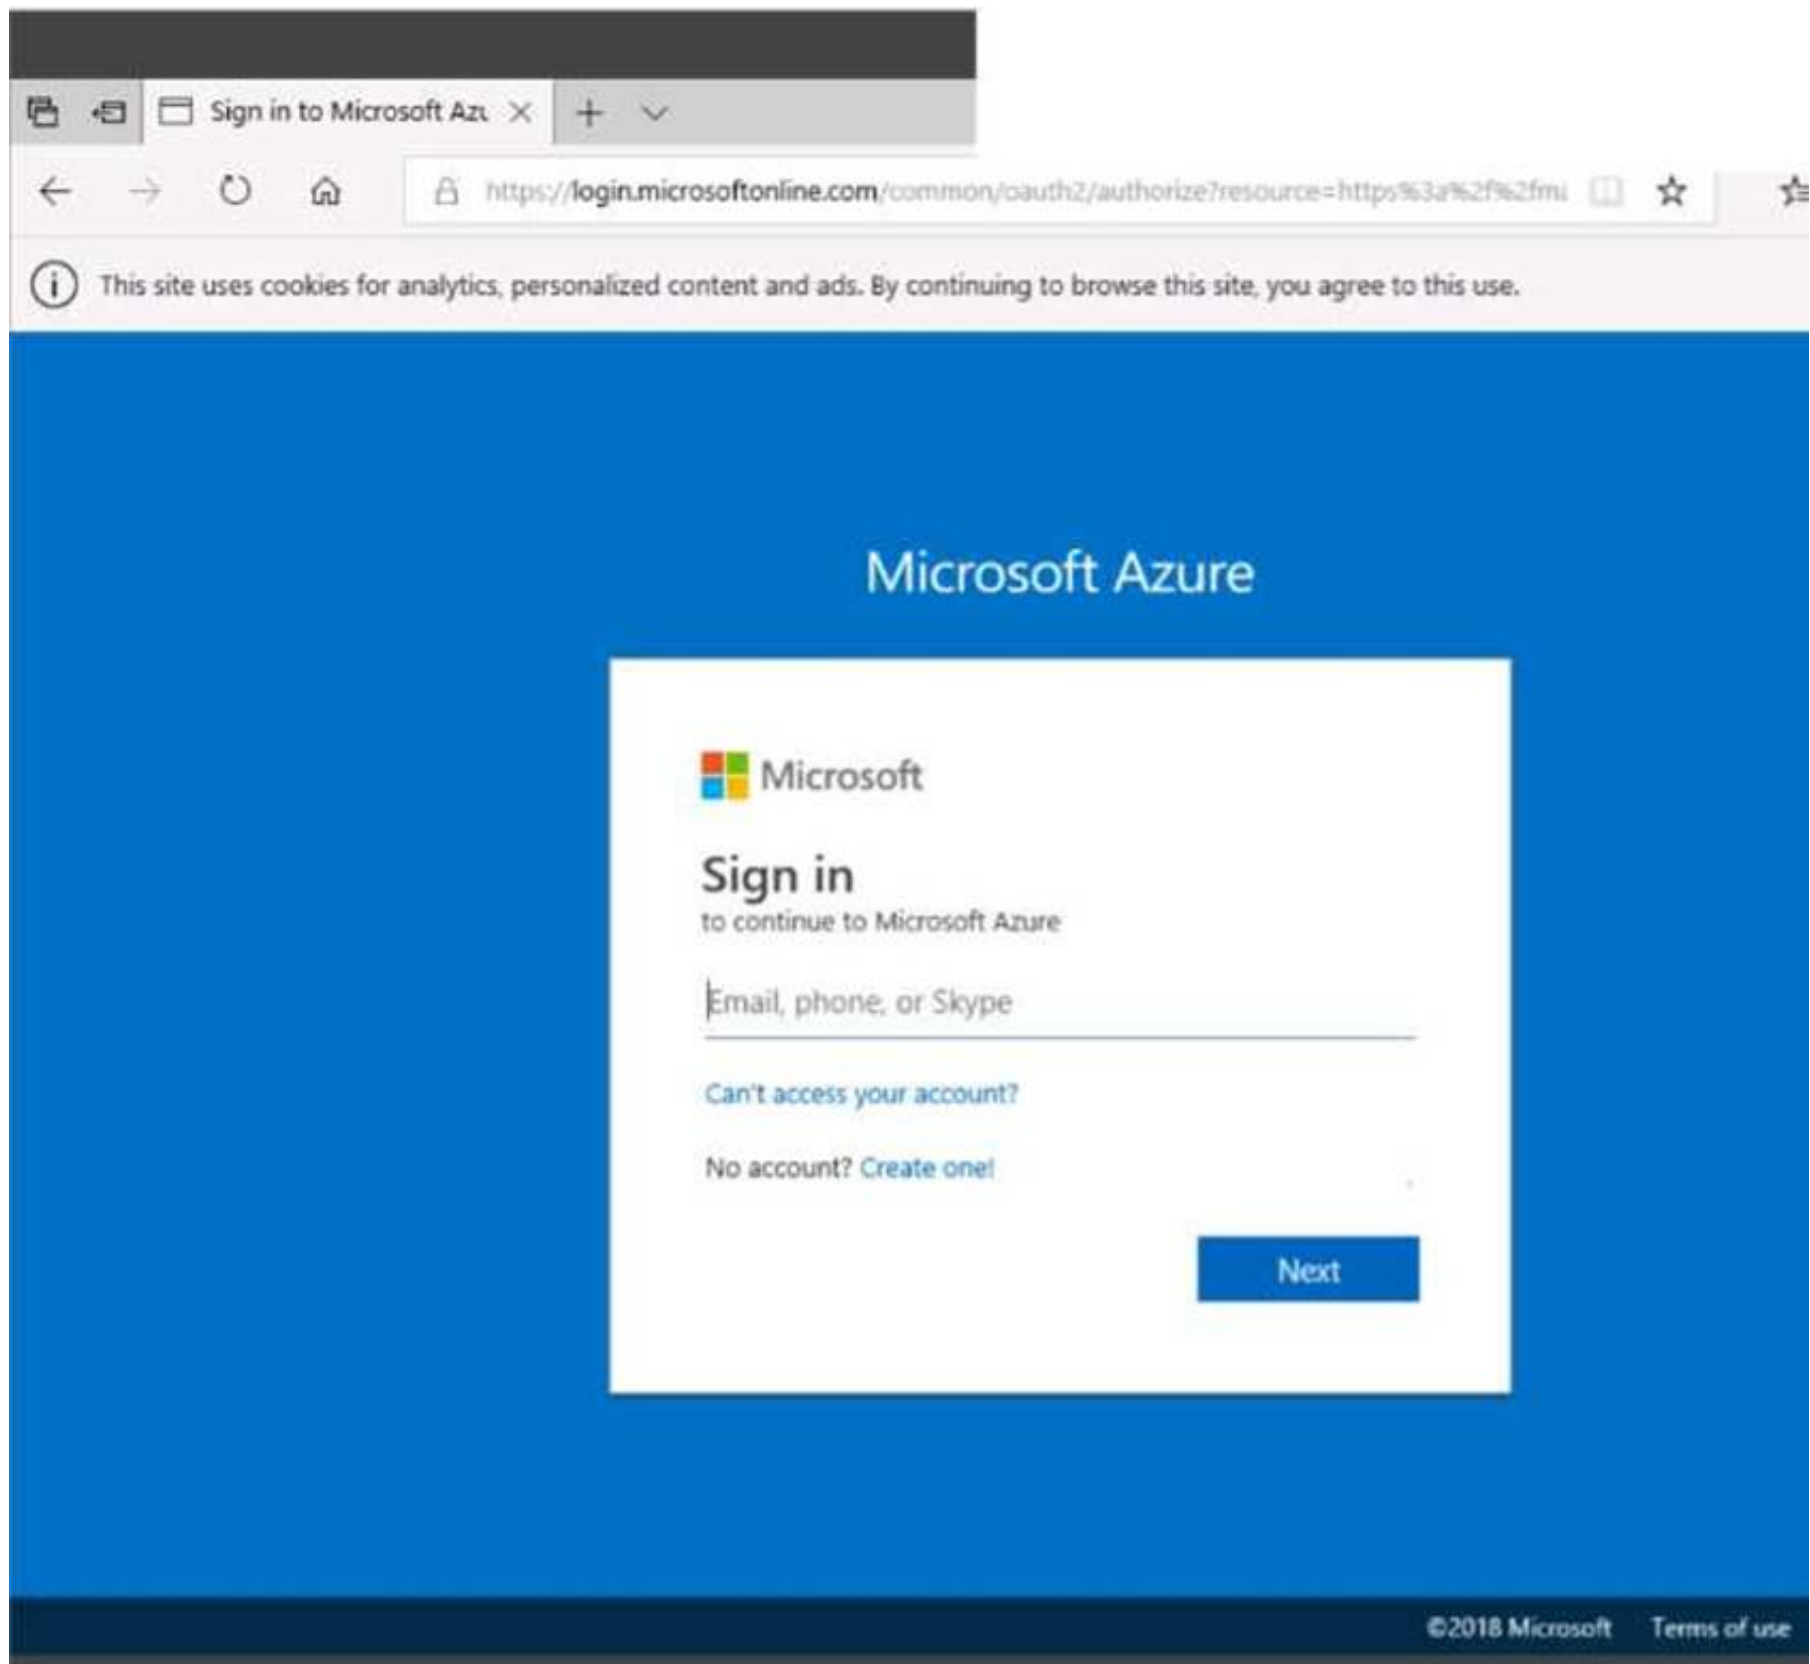 Sign in to Microsoft Azu
https://login.microsoftonline.com/common/oauth2/authorize?resource=https%3a%2f%2fma
This site uses cookies for analytics, personalized content and ads. By continuing to browse this site, you agree to this use.
Microsoft Azure
Microsoft
Sign in
to continue to Microsoft Azure
Email, phone, or Skype
Can't access your account?
No account? Create one!
Next
©2018 Microsoft Terms of use